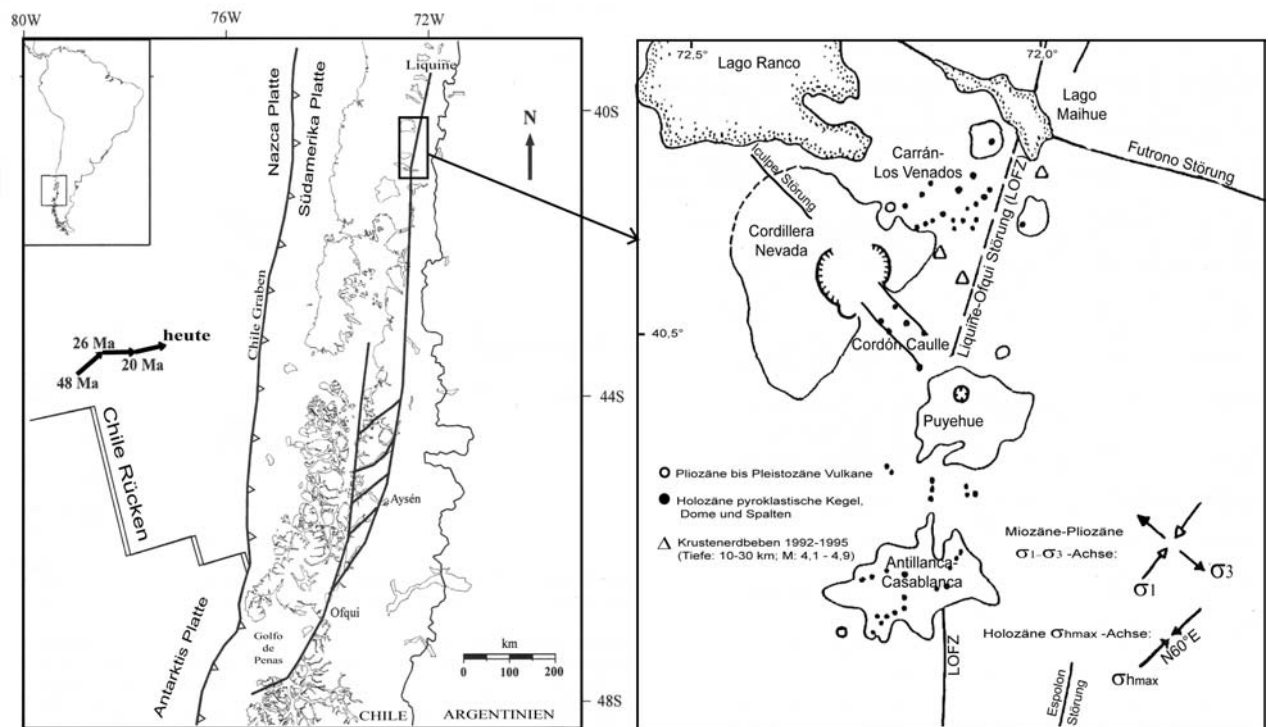 80W
76W
72W
Liquiñe
40S
N
Nazca Platte
Südamerika Platte
Chile Graben
26 Ma
heute
20 Ma
48 Ma
44S
Chile Rücken
Aysén
Ofqui
Golfo
de
Penas
km
0 100 200
Antarktis Platte
CHILE
ARGENTINIEN
48S
72,5°
72,0°
Lago Ranco
Lago
Maihue
Carrán-
Los Venados
Futrono Störung
Iculpe Störung
Liquiñe-Ofqui Störung (LOFZ)
Cordillera
Nevada
40,5°
Cordón Caulle
Puyehue
Pliozäne bis Pleistozäne Vulkane
Holozäne pyroklastische Kegel,
Dome und Spalten
Krustenerdbeben 1992-1995
(Tiefe: 10-30 km; M: 4,1 - 4,9)
Antillanca-
Casablanca
LOFZ
Miozäne-Pliozäne
σ1-σ3 -Achse:
σ1
σ3
Holozäne σhmax -Achse:
N60°E
σhmax
Espolon
Störung